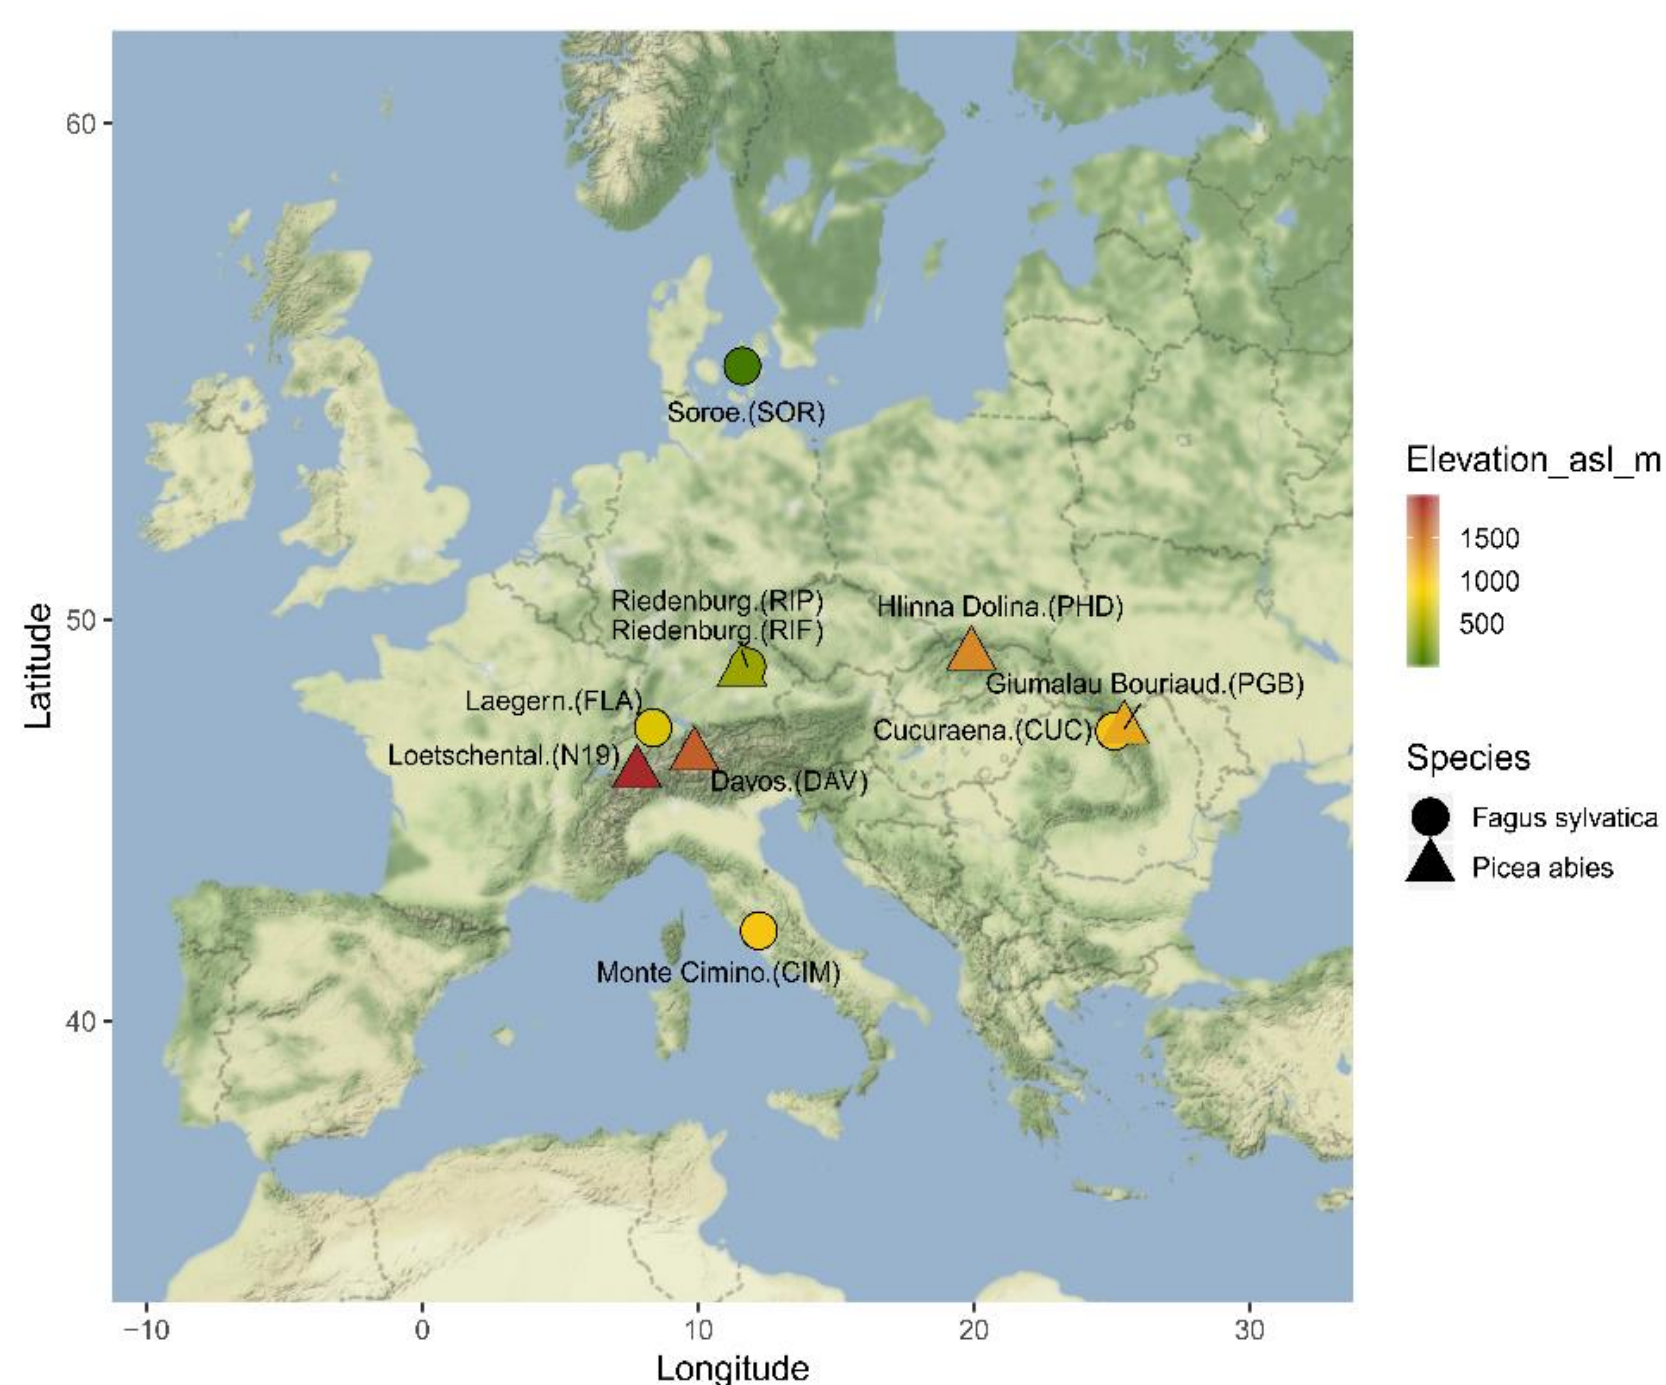 60
50
40
Latitude
−10
0
10
20
30
Longitude
Soroe.(SOR)
Riedenburg.(RIP)
Riedenburg.(RIF)
Hlinna Dolina.(PHD)
Giumalau Bouriaud.(PGB)
Laegern.(FLA)
Cucuraena.(CUC)
Loetschental.(N19)
Davos.(DAV)
Monte Cimino.(CIM)
Elevation_asl_m
1500
1000
500
Species
Fagus sylvatica
Picea abies